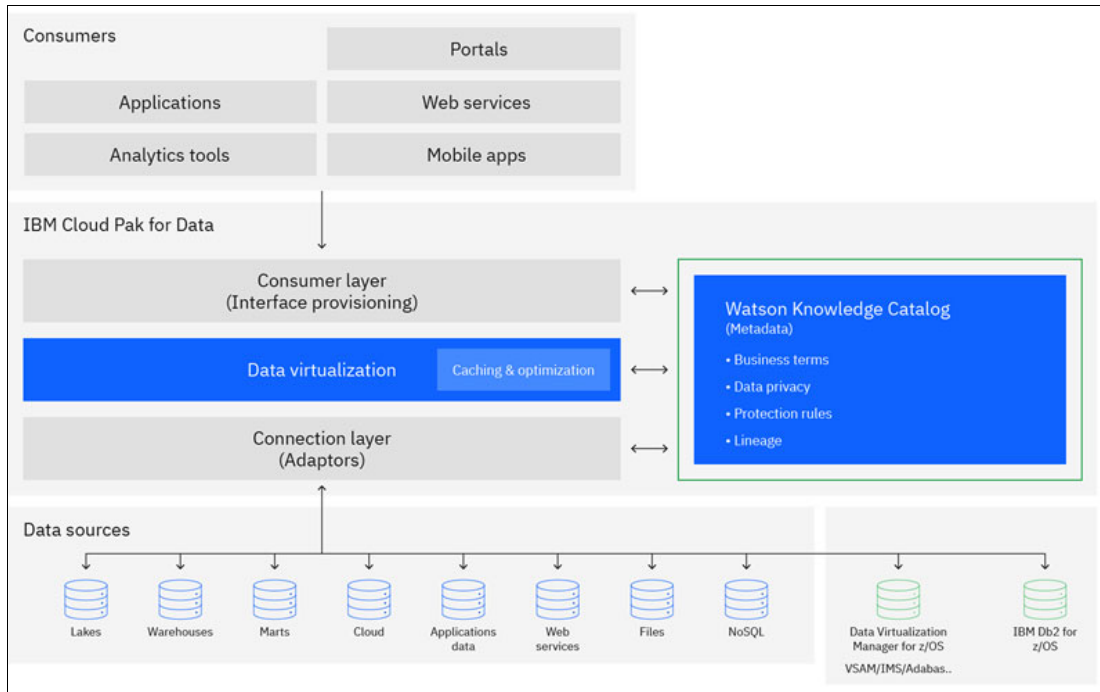 Consumers
Portals
Applications
Web services
Analytics tools
Mobile apps
IBM Cloud Pak for Data
Consumer layer
(Interface provisioning)
Data virtualization
Caching & optimization
Connection layer
(Adaptors)
Watson Knowledge Catalog
(Metadata)
• Business terms
• Data privacy
• Protection rules
• Lineage
Data sources
Lakes
Warehouses
Marts
Cloud
Applications
data
Web
services
Files
NoSQL
Data Virtualization
Manager for z/OS
VSAM/IMS/Adabas..
IBM Db2 for
z/OS